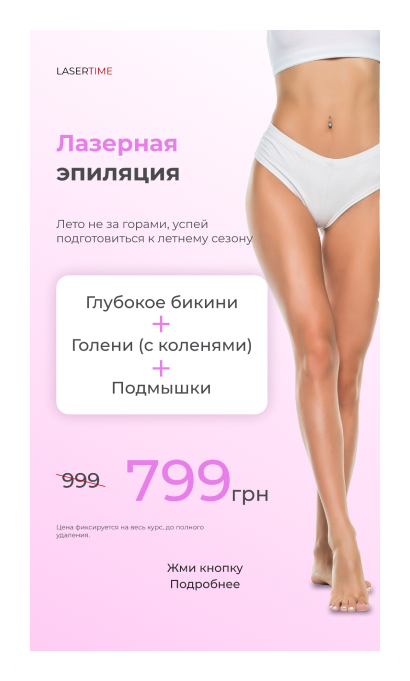 LASERTIME
Лазерная
эпиляция
Лето не за горами, успей
подготовиться к летнему сезону
Глубокое бикини
+
Голени (с коленями)
+
Подмышки
999 799грн
Цена фиксируется на весь курс, до полного
удаления.
Жми кнопку
Подробнее